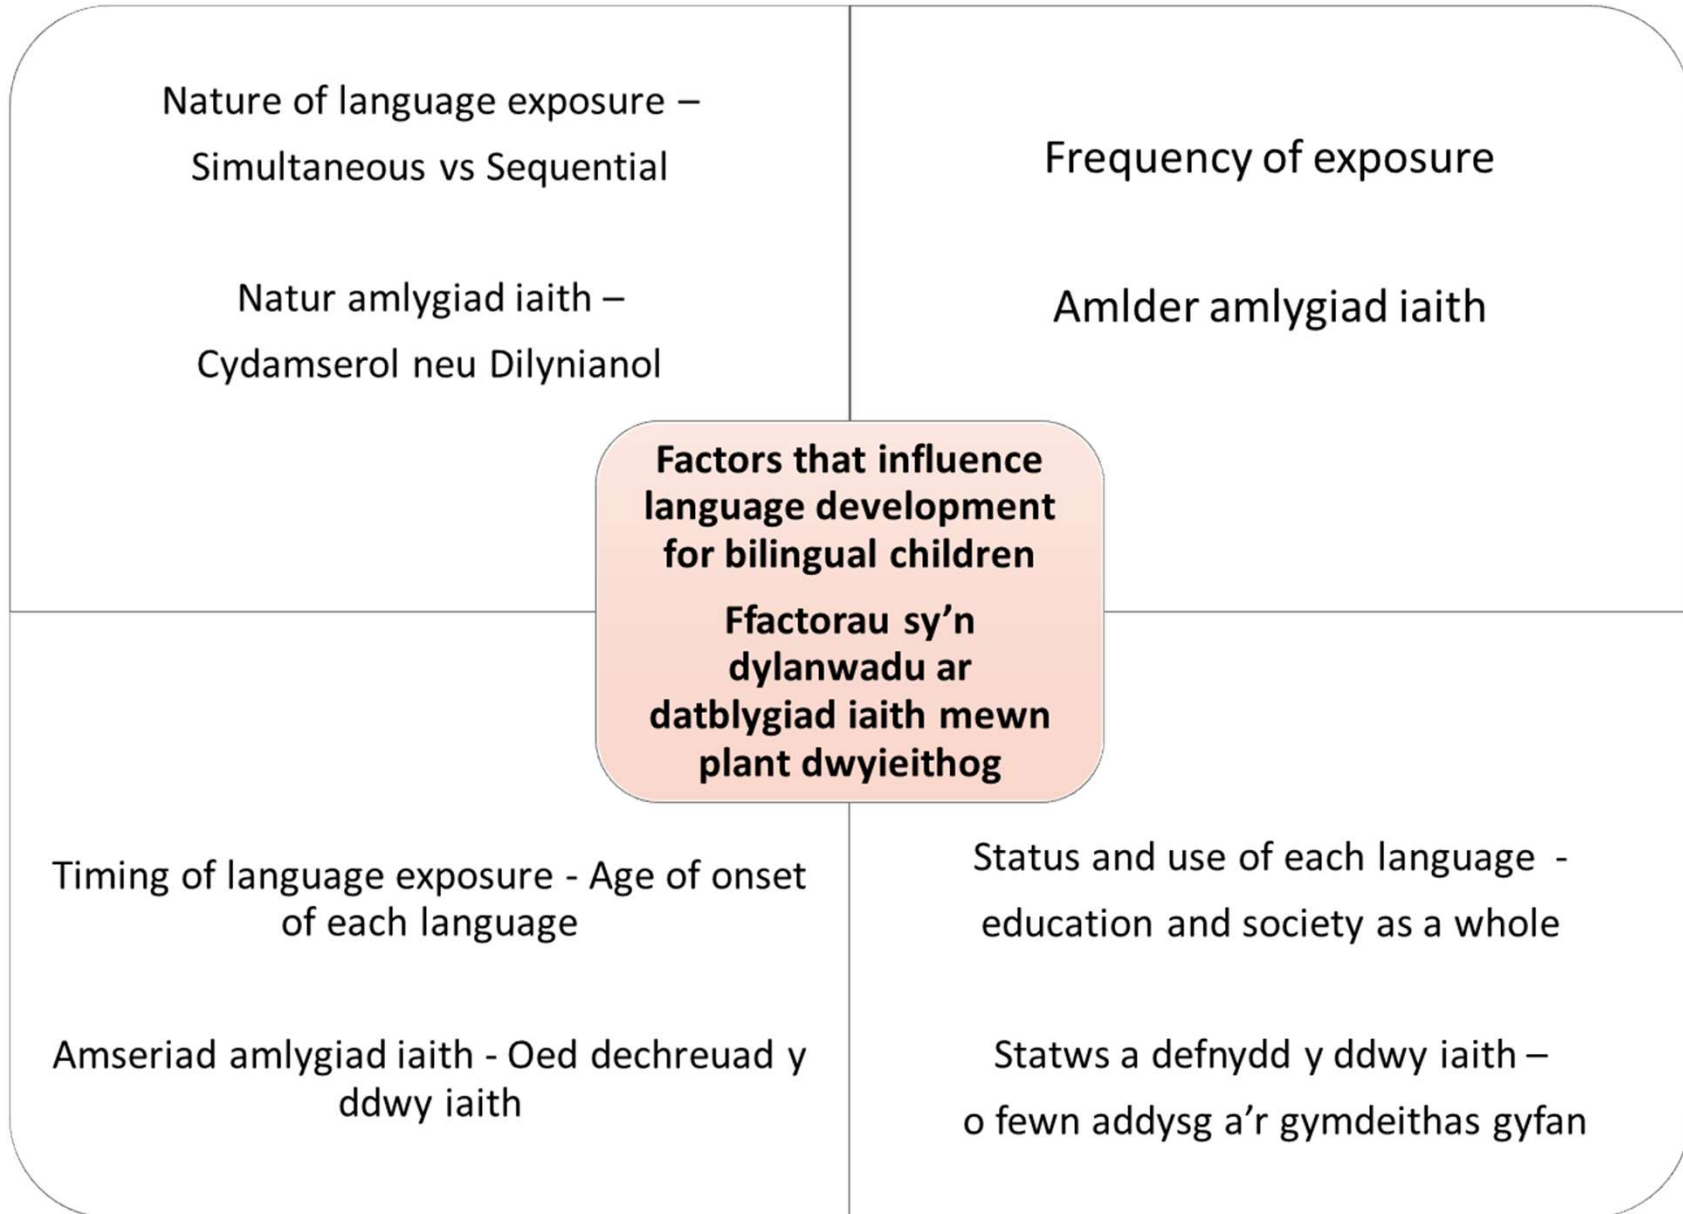 Nature of language exposure –
Simultaneous vs Sequential
Natur amlygiad iaith –
Cydamserol neu Dilynianol
Frequency of exposure
Amlder amlygiad iaith
Factors that influence
language development
for bilingual children
Ffactorau sy’n
dylanwadu ar
datblygiad iaith mewn
plant dwyieithog
Timing of language exposure - Age of onset
of each language
Amseriad amlygiad iaith - Oed dechreuad y
ddwy iaith
Status and use of each language -
education and society as a whole
Statws a defnydd y ddwy iaith –
o fewn addysg a’r gymdeithas gyfan